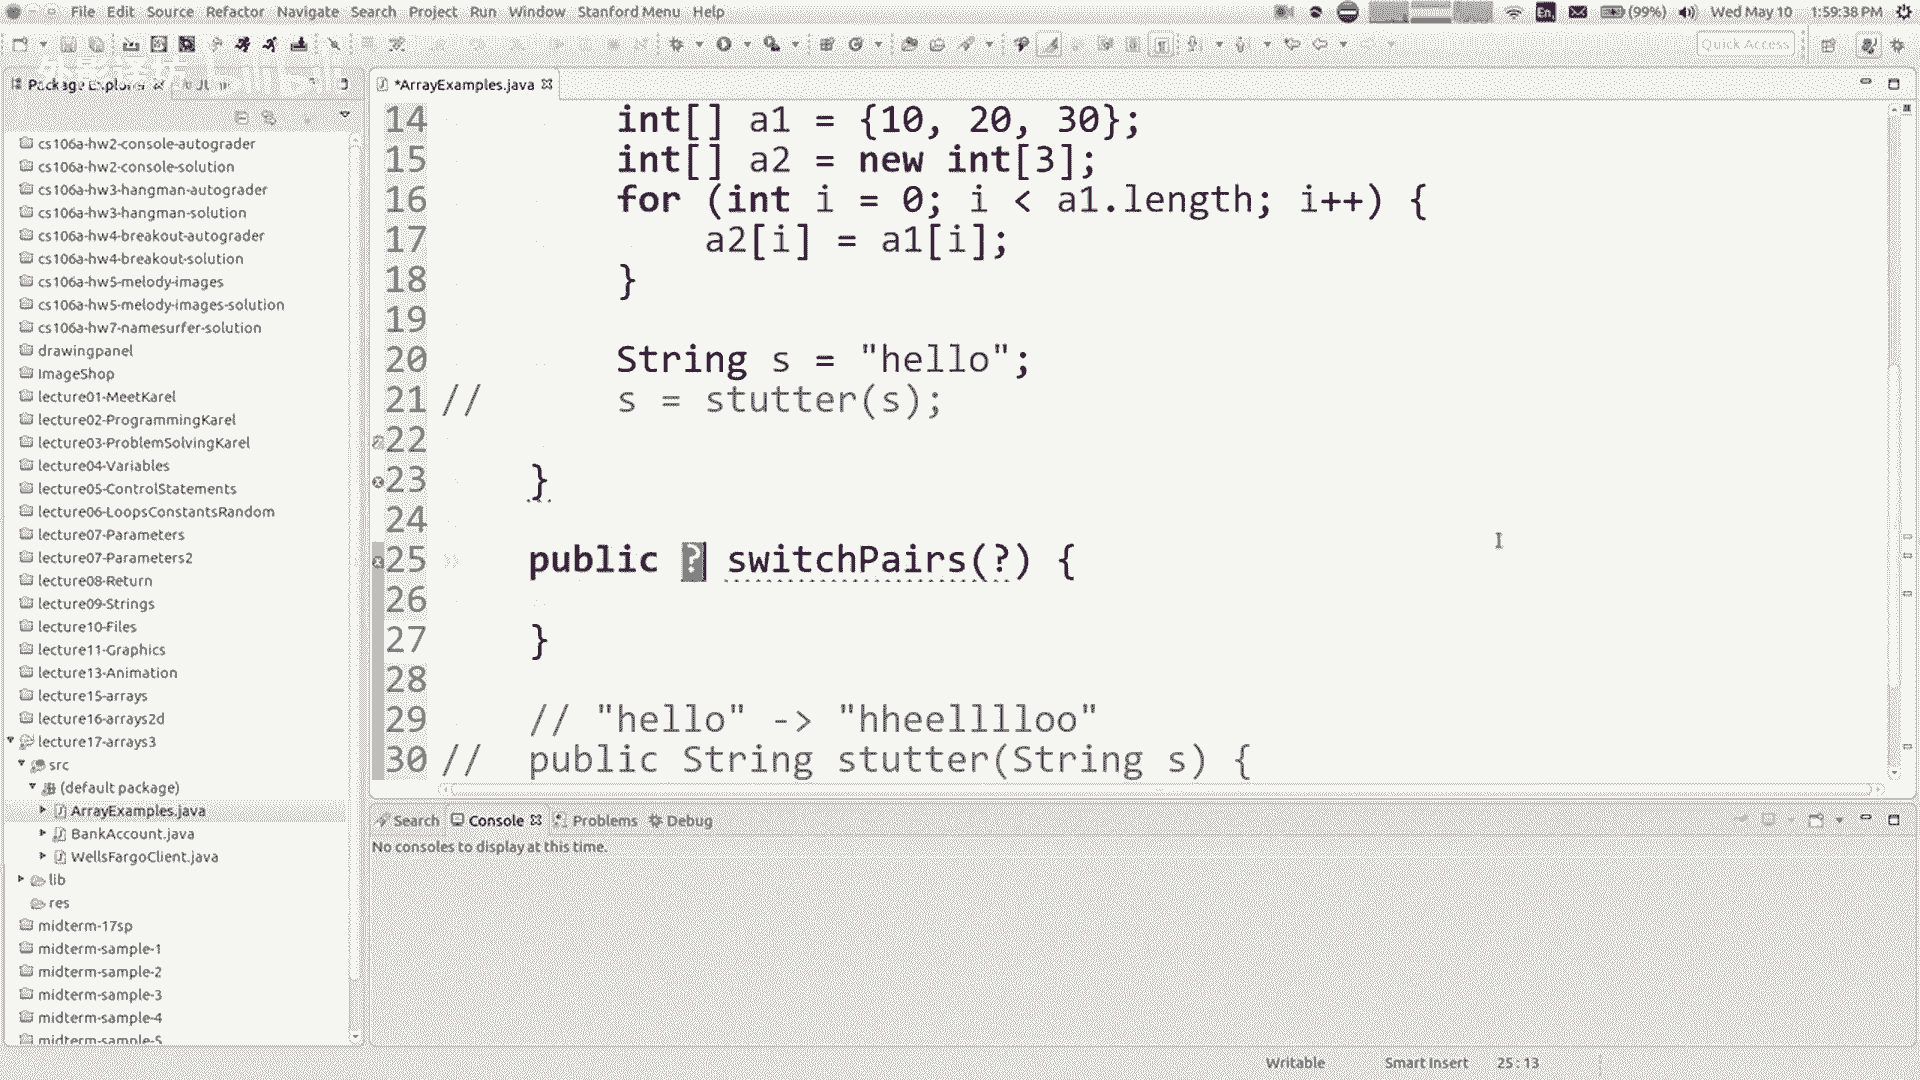 File Edit Source Refactor Navigate Search Project Run Window Stanford Menu Help
En (99%) Wed May 10 1:59:38 PM
Quick Access
bilibili
Package Explorer
*ArrayExamples.java
cs106a-hw2-console-autograder
cs106a-hw2-console-solution
cs106a-hw3-hangman-autograder
cs106a-hw3-hangman-solution
cs106a-hw4-breakout-autograder
cs106a-hw4-breakout-solution
cs106a-hw5-melody-images
cs106a-hw5-melody-images-solution
cs106a-hw7-namesurfer-solution
drawingpanel
ImageShop
lecture01-MeetKarel
lecture02-ProgrammingKarel
lecture03-ProblemSolvingKarel
lecture04-Variables
lecture05-ControlStatements
lecture06-LoopsConstantsRandom
lecture07-Parameters
lecture07-Parameters2
lecture08-Return
lecture09-Strings
lecture10-Files
lecture11-Graphics
lecture13-Animation
lecture15-arrays
lecture16-arrays2d
lecture17-arrays3
src
(default package)
ArrayExamples.java
BankAccount.java
WellsFargoClient.java
lib
res
midterm-17sp
midterm-sample-1
midterm-sample-2
midterm-sample-3
midterm-sample-4
midterm-sample-5
14 int[] a1 = {10, 20, 30};
15 int[] a2 = new int[3];
16 for (int i = 0; i < a1.length; i++) {
17 a2[i] = a1[i];
18 }
19
20 String s = "hello";
21 // s = stutter(s);
22
23 }
24
25 public ? switchPairs(?) {
26
27 }
28
29 // "hello" -> "hheelllloo"
30 // public String stutter(String s) {
Search Console Problems Debug
No consoles to display at this time.
Writable Smart Insert 25 : 13